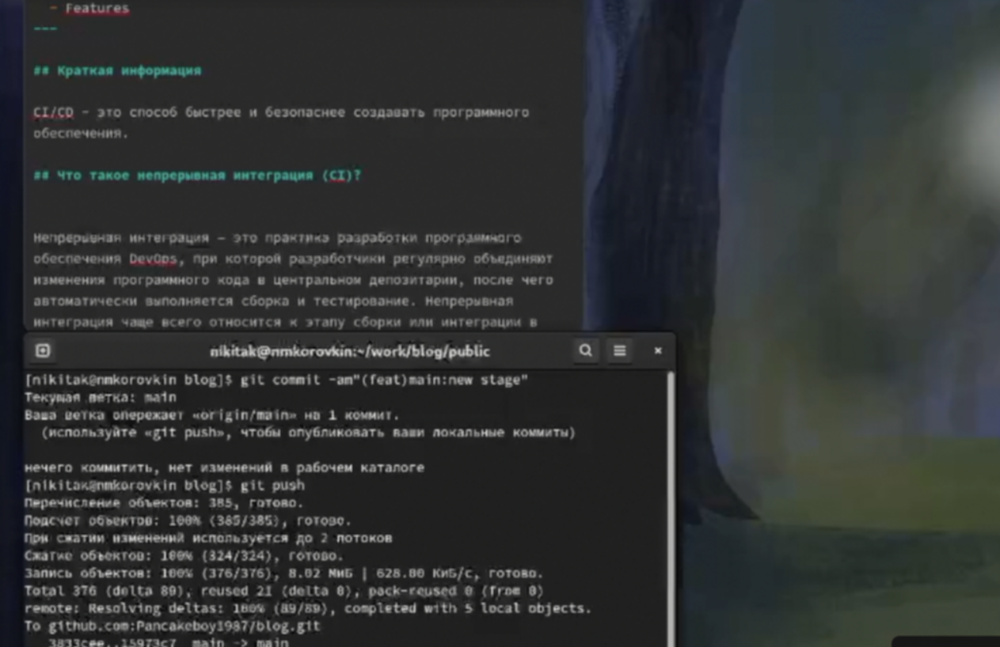 - Features
---
## Краткая информация
CI/CD - это способ быстрее и безопаснее создавать программного
обеспечения.
## Что такое непрерывная интеграция (CI)?
Непрерывная интеграция — это практика разработки программного
обеспечения DevOps, при которой разработчики регулярно объединяют
изменения программного кода в центральном депозитарии, после чего
автоматически выполняется сборка и тестирование. Непрерывная
интеграция чаще всего относится к этапу сборки или интеграции в
nikitak@nmkorovkin:~/work/blog/public
[nikitak@nmkorovkin blog]$ git commit -am"(feat)main:new stage"
Текущая ветка: main
Ваша ветка опережает «origin/main» на 1 коммит.
(используйте «git push», чтобы опубликовать ваши локальные коммиты)
нечего коммитить, нет изменений в рабочем каталоге
[nikitak@nmkorovkin blog]$ git push
Перечисление объектов: 385, готово.
Подсчет объектов: 100% (385/385), готово.
При сжатии изменений используется до 2 потоков
Сжатие объектов: 100% (324/324), готово.
Запись объектов: 100% (376/376), 8.02 МиБ | 628.00 КиБ/с, готово.
Total 376 (delta 89), reused 21 (delta 0), pack-reused 0 (from 0)
remote: Resolving deltas: 100% (89/89), completed with 5 local objects.
To github.com:Pancakeboy1987/blog.git
3833cee..15973c7 main -> main